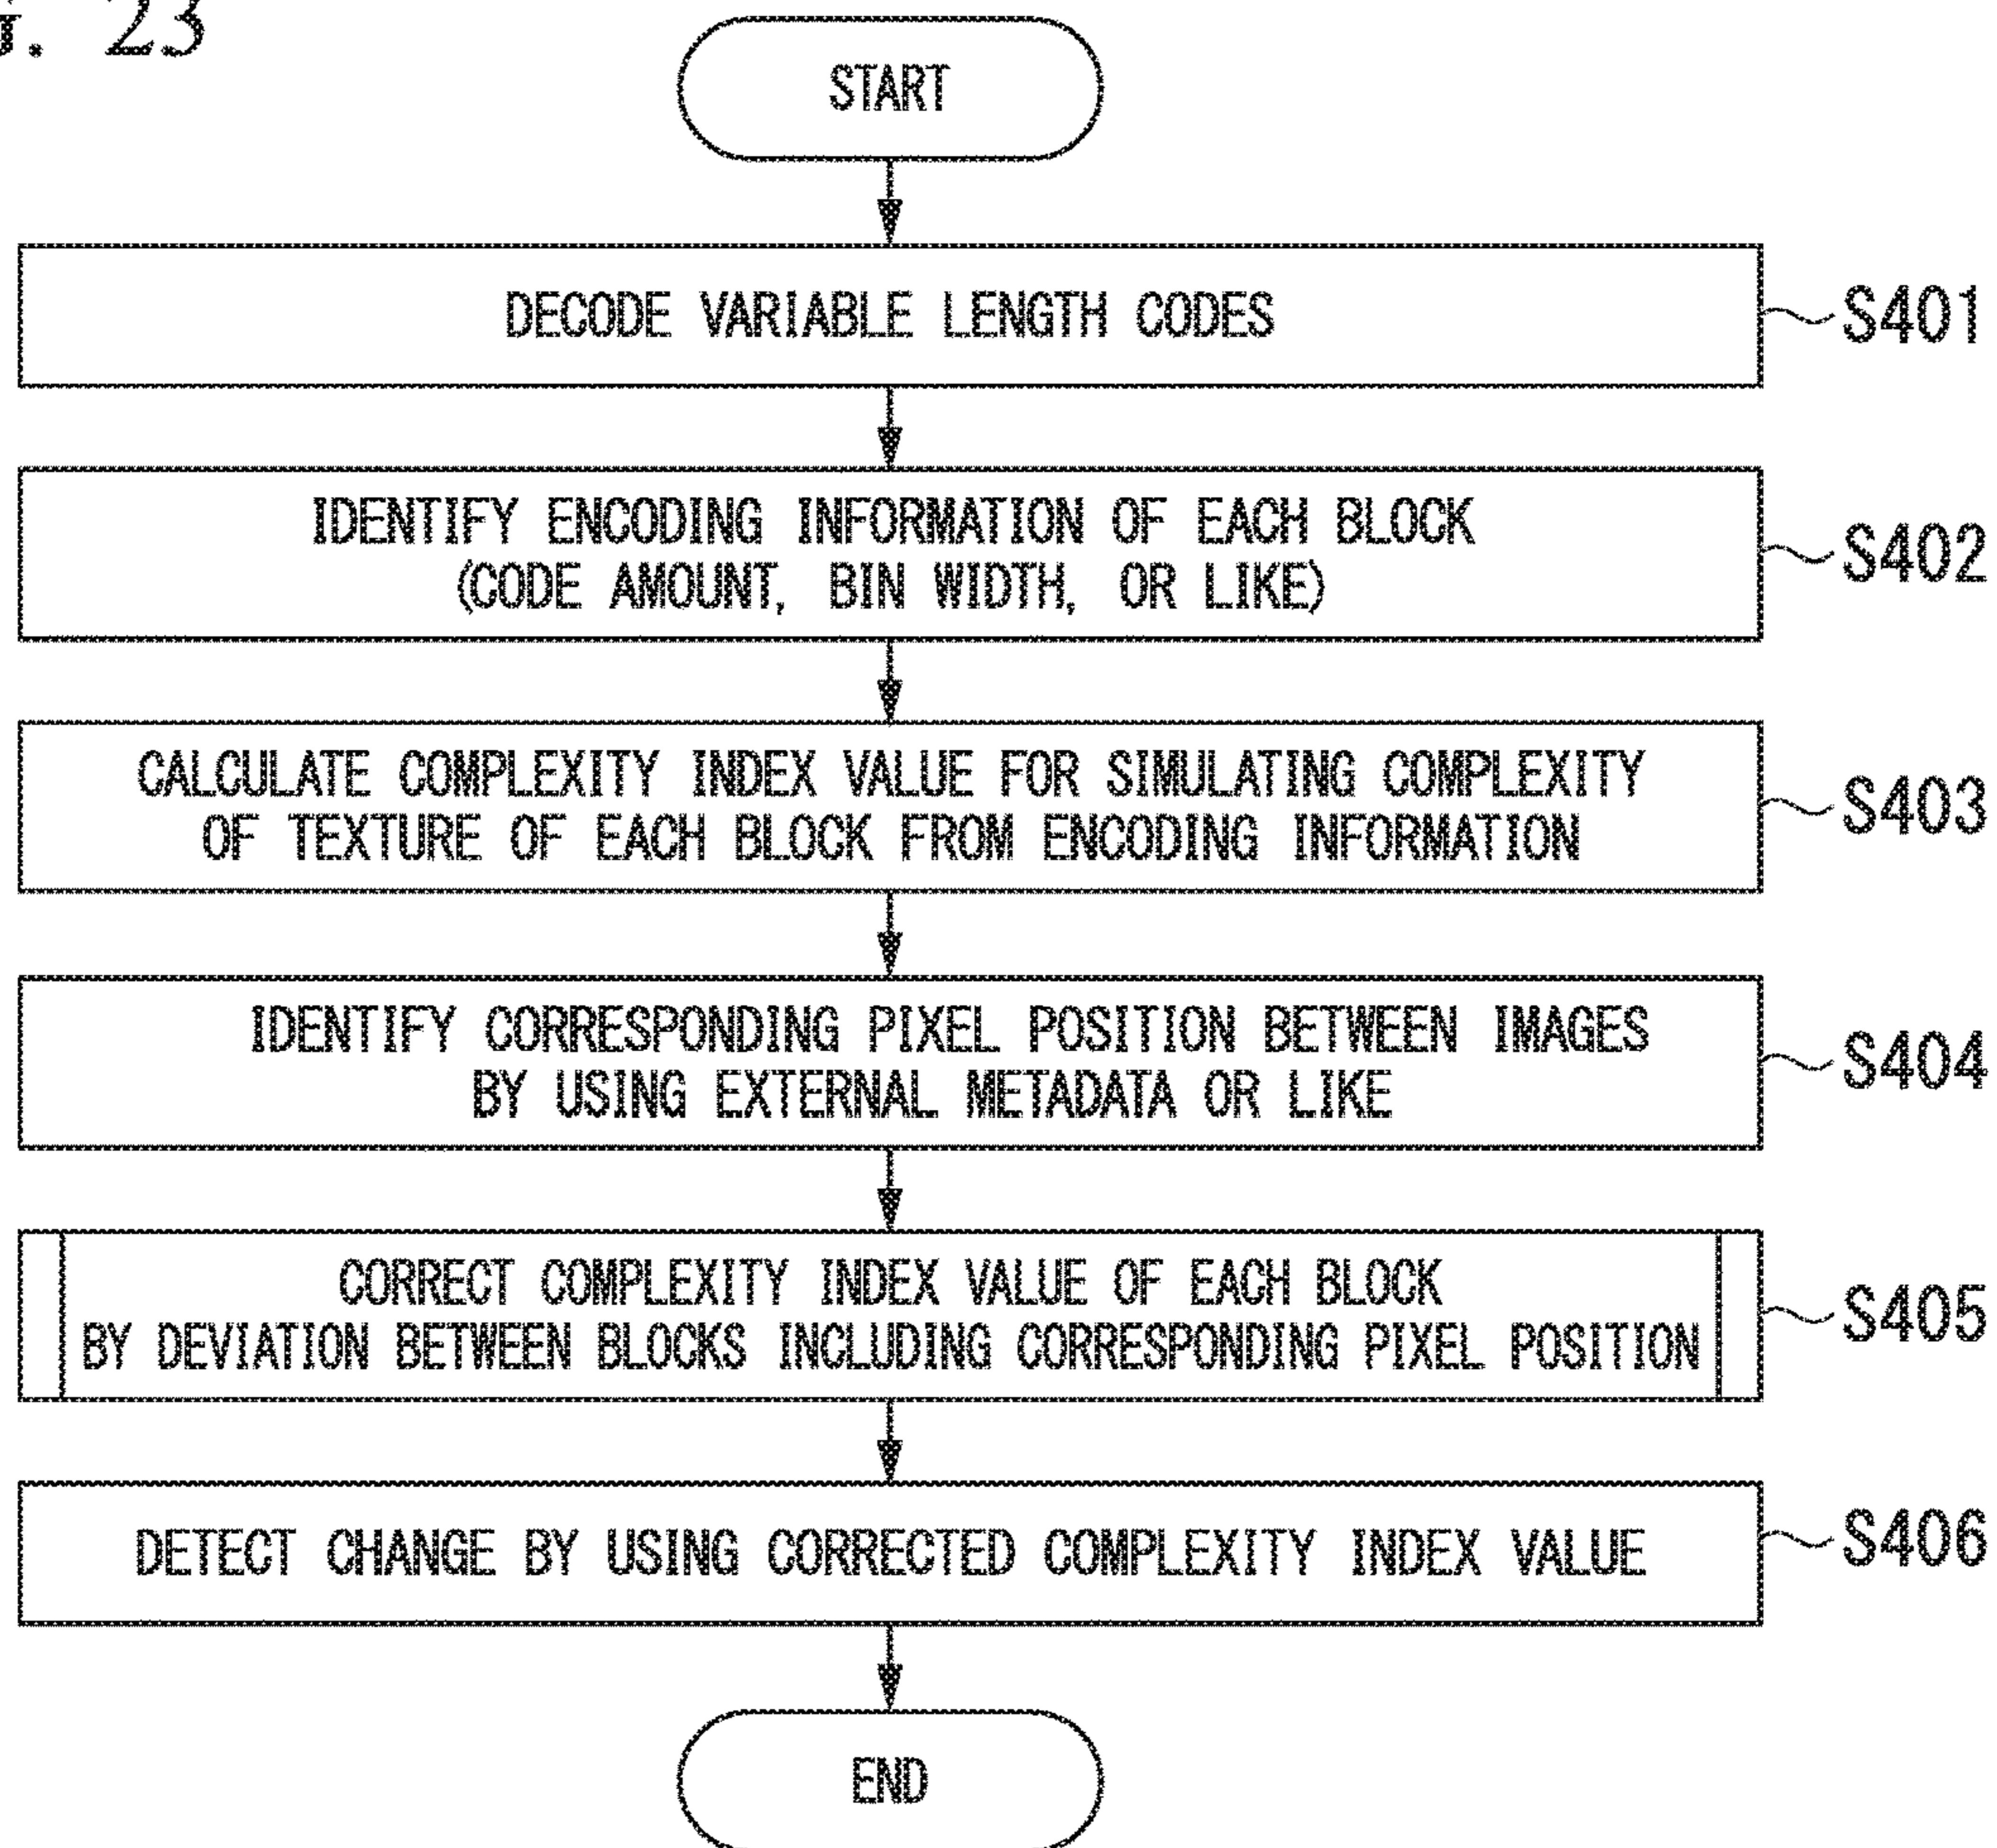 G. 23
START
DECODE VARIABLE LENGTH CODES
S401
IDENTIFY ENCODING INFORMATION OF EACH BLOCK
(CODE AMOUNT, BIN WIDTH, OR LIKE)
S402
CALCULATE COMPLEXITY INDEX VALUE FOR SIMULATING COMPLEXITY
OF TEXTURE OF EACH BLOCK FROM ENCODING INFORMATION
S403
IDENTIFY CORRESPONDING PIXEL POSITION BETWEEN IMAGES
BY USING EXTERNAL METADATA OR LIKE
S404
CORRECT COMPLEXITY INDEX VALUE OF EACH BLOCK
BY DEVIATION BETWEEN BLOCKS INCLUDING CORRESPONDING PIXEL POSITION
S405
DETECT CHANGE BY USING CORRECTED COMPLEXITY INDEX VALUE
S406
END